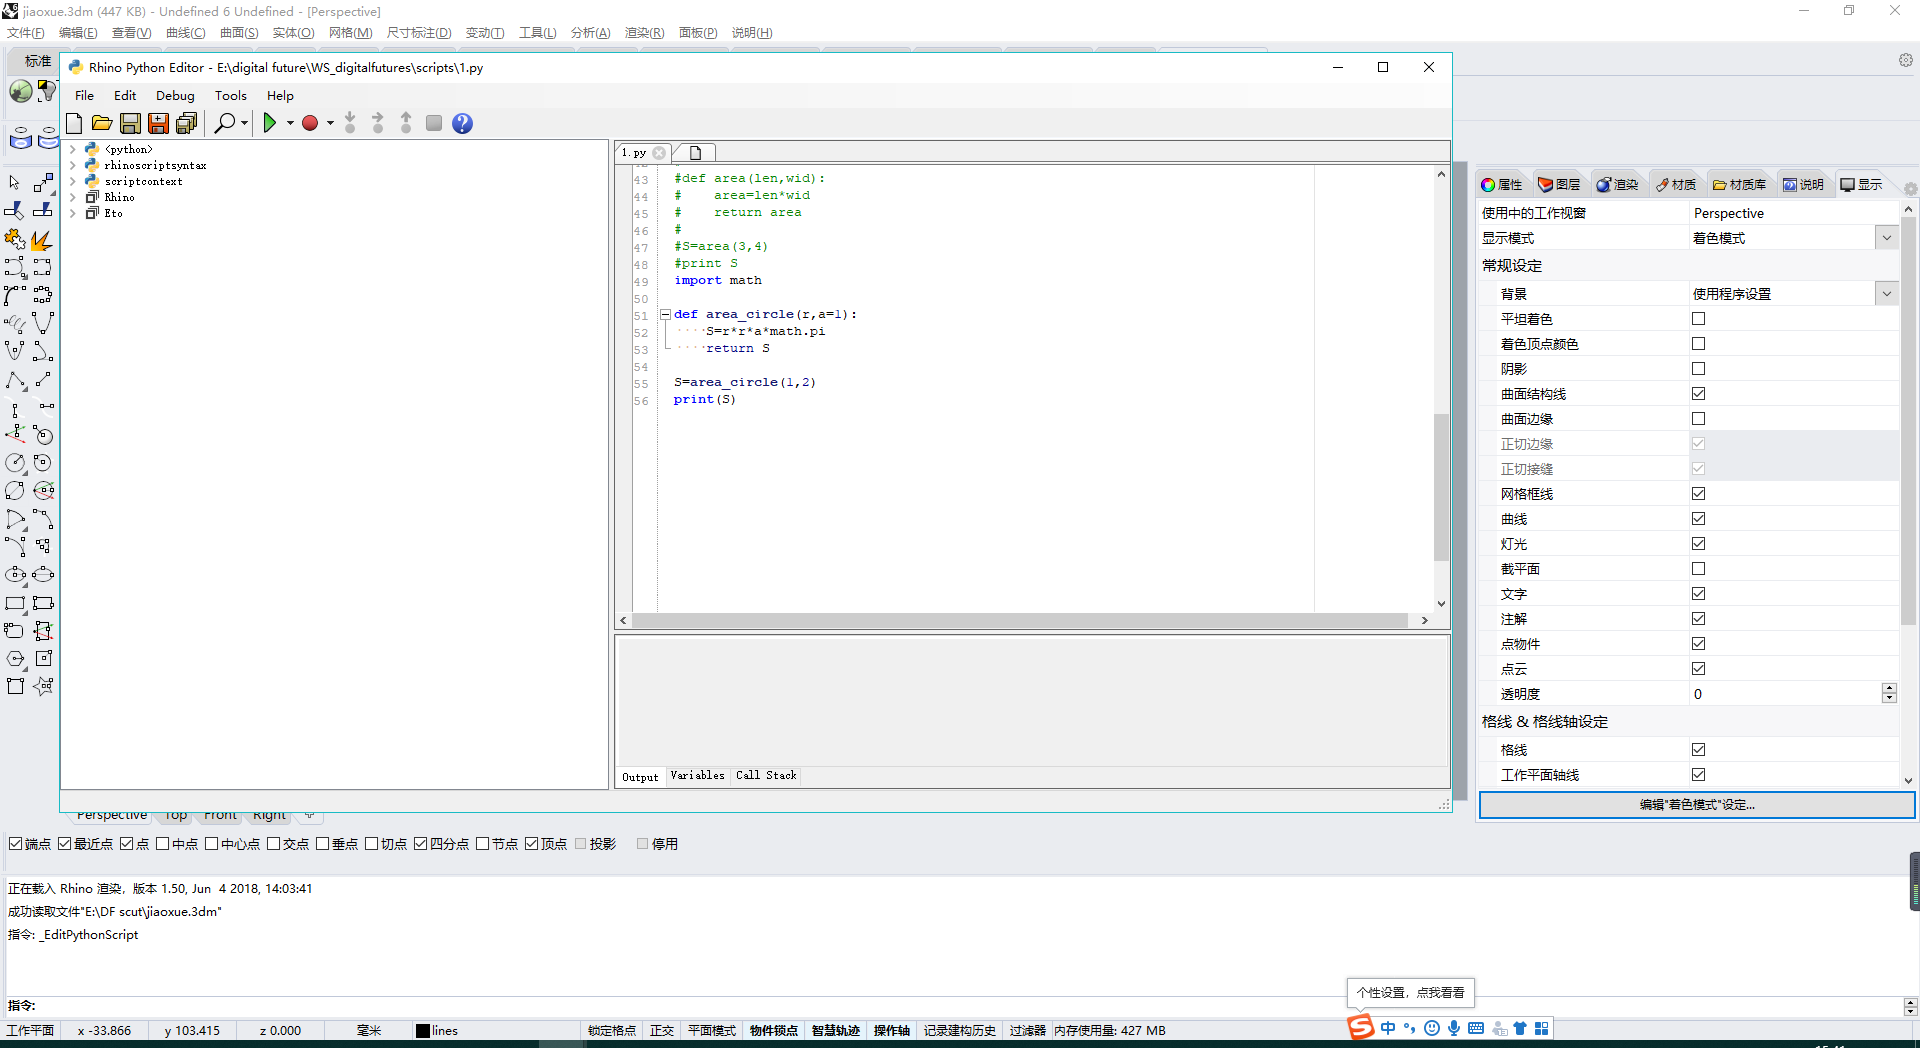 jiaoxue.3dm (447 KB) - Undefined 6 Undefined - [Perspective]
文件(F) 编辑(E) 查看(V) 曲线(C) 曲面(S) 实体(O) 网格(M) 尺寸标注(D) 变动(T) 工具(L) 分析(A) 渲染(R) 面板(P) 说明(H)
标准
Rhino Python Editor - E:\digital future\WS_digitalfutures\scripts\1.py
File Edit Debug Tools Help
<python>
rhinoscriptsyntax
scriptcontext
Rhino
Eto
1.py
43 #def area(len,wid):
44 #    area=len*wid
45 #    return area
46 #
47 #S=area(3,4)
48 #print S
49 import math
50
51 def area_circle(r,a=1):
52 ····S=r*r*a*math.pi
53 ····return S
54
55 S=area_circle(1,2)
56 print(S)
Output Variables Call Stack
属性 图层 渲染 材质 材质库 说明 显示
使用中的工作视窗 Perspective
显示模式 着色模式
常规设定
背景 使用程序设置
平坦着色
着色顶点颜色
阴影
曲面结构线
曲面边缘
正切边缘
正切接缝
网格框线
曲线
灯光
截平面
文字
注解
点物件
点云
透明度 0
格线 & 格线轴设定
格线
工作平面轴线
编辑"着色模式"设定...
Perspective Top Front Right
端点 最近点 点 中点 中心点 交点 垂点 切点 四分点 节点 顶点 投影 停用
正在载入 Rhino 渲染，版本 1.50, Jun  4 2018, 14:03:41
成功读取文件"E:\DF scut\jiaoxue.3dm"
指令: _EditPythonScript
指令:
个性设置，点我看看
工作平面 x -33.866 y 103.415 z 0.000 毫米 lines 锁定格点 正交 平面模式 物件锁点 智慧轨迹 操作轴 记录建构历史 过滤器 内存使用量: 427 MB
中